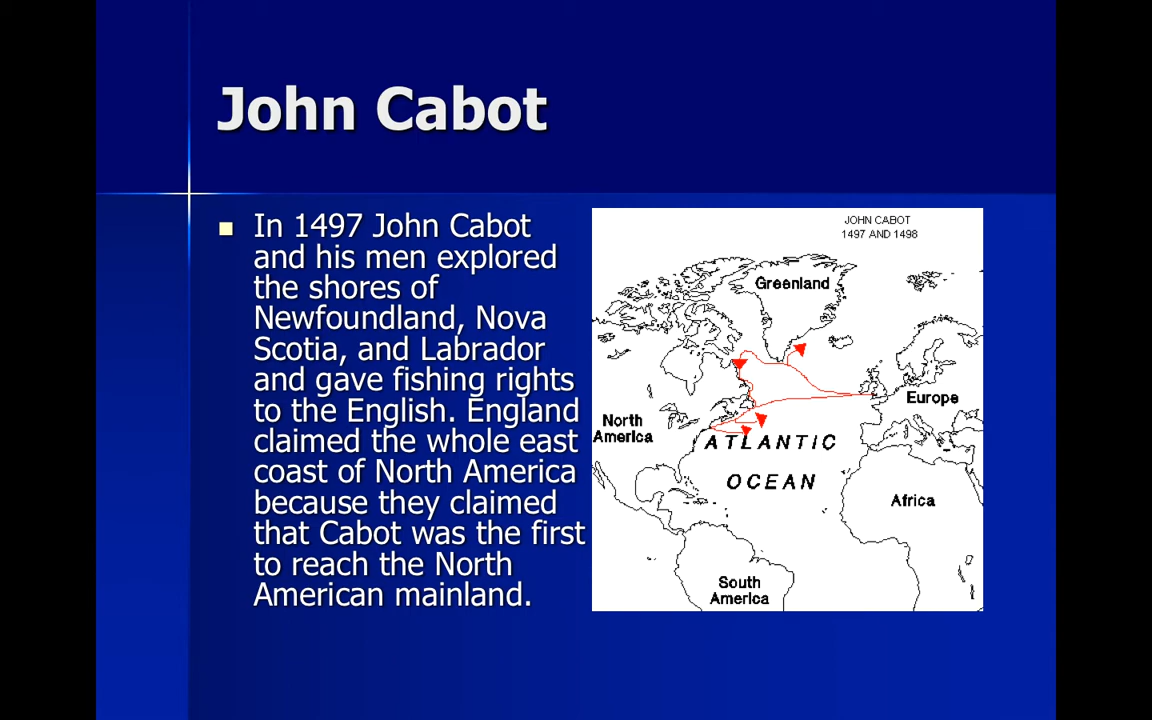 John Cabot
In 1497 John Cabot
and his men explored
the shores of
Newfoundland, Nova
Scotia, and Labrador
and gave fishing rights
to the English. England
claimed the whole east
coast of North America
because they claimed
that Cabot was the first
to reach the North
American mainland.
JOHN CABOT
1497 AND 1498
Greenland
Europe
North
America
ATLANTIC
OCEAN
Africa
South
America